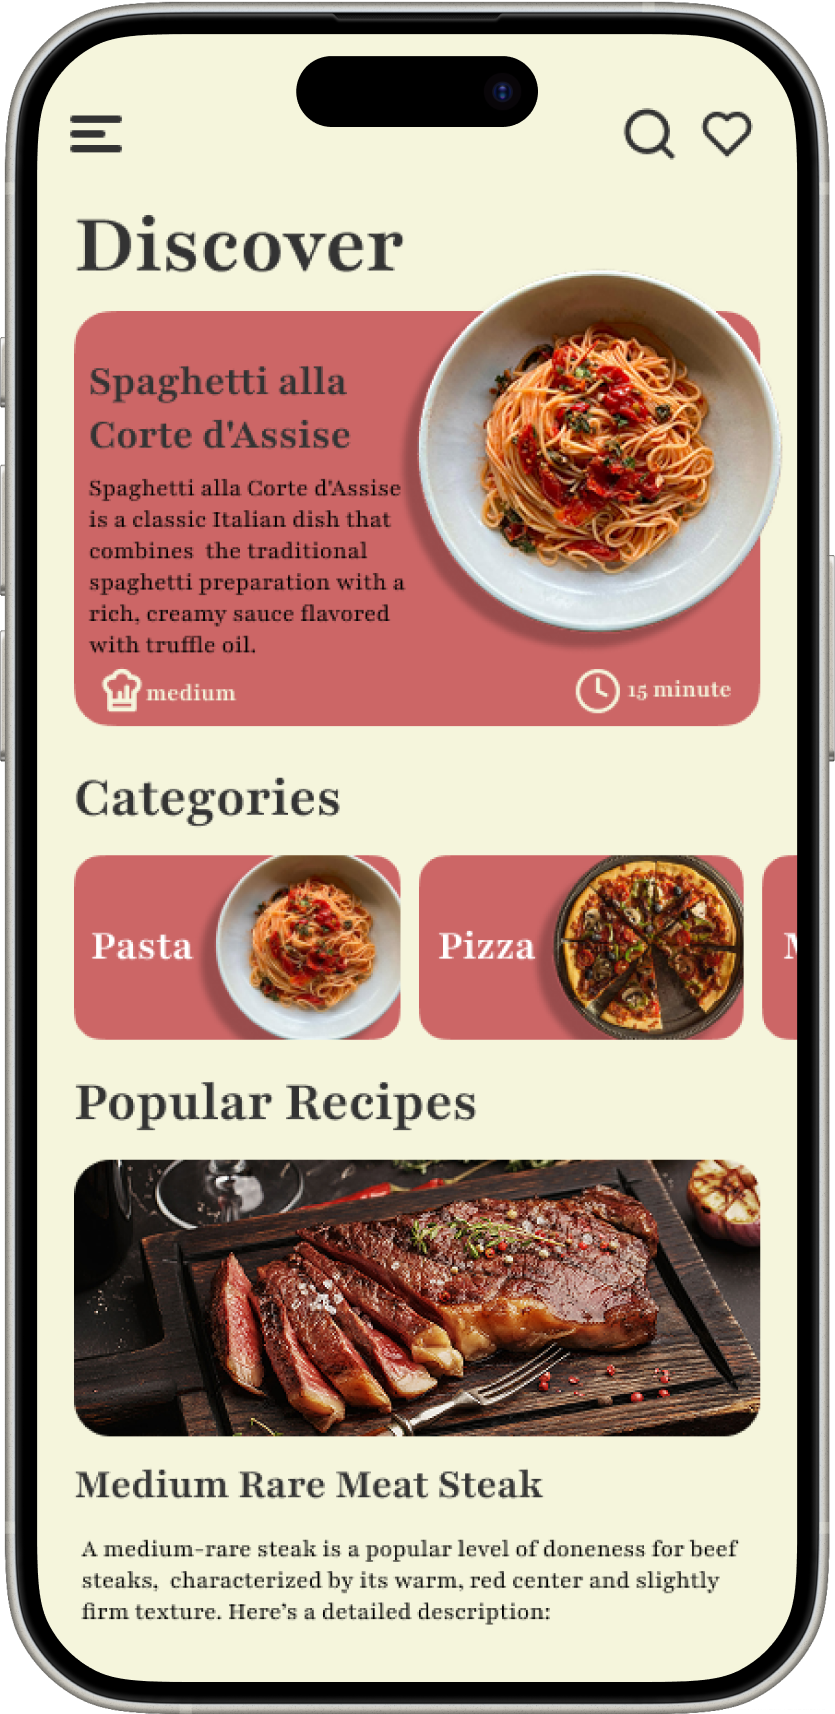 Discover
Spaghetti alla
Corte d'Assise
Spaghetti alla Corte d'Assise
is a classic Italian dish that
combines  the traditional
spaghetti preparation with a
rich, creamy sauce flavored
with truffle oil.
medium
15 minute
Categories
Pasta
Pizza
Popular Recipes
Medium Rare Meat Steak
A medium-rare steak is a popular level of doneness for beef
steaks,  characterized by its warm, red center and slightly
firm texture. Here's a detailed description: